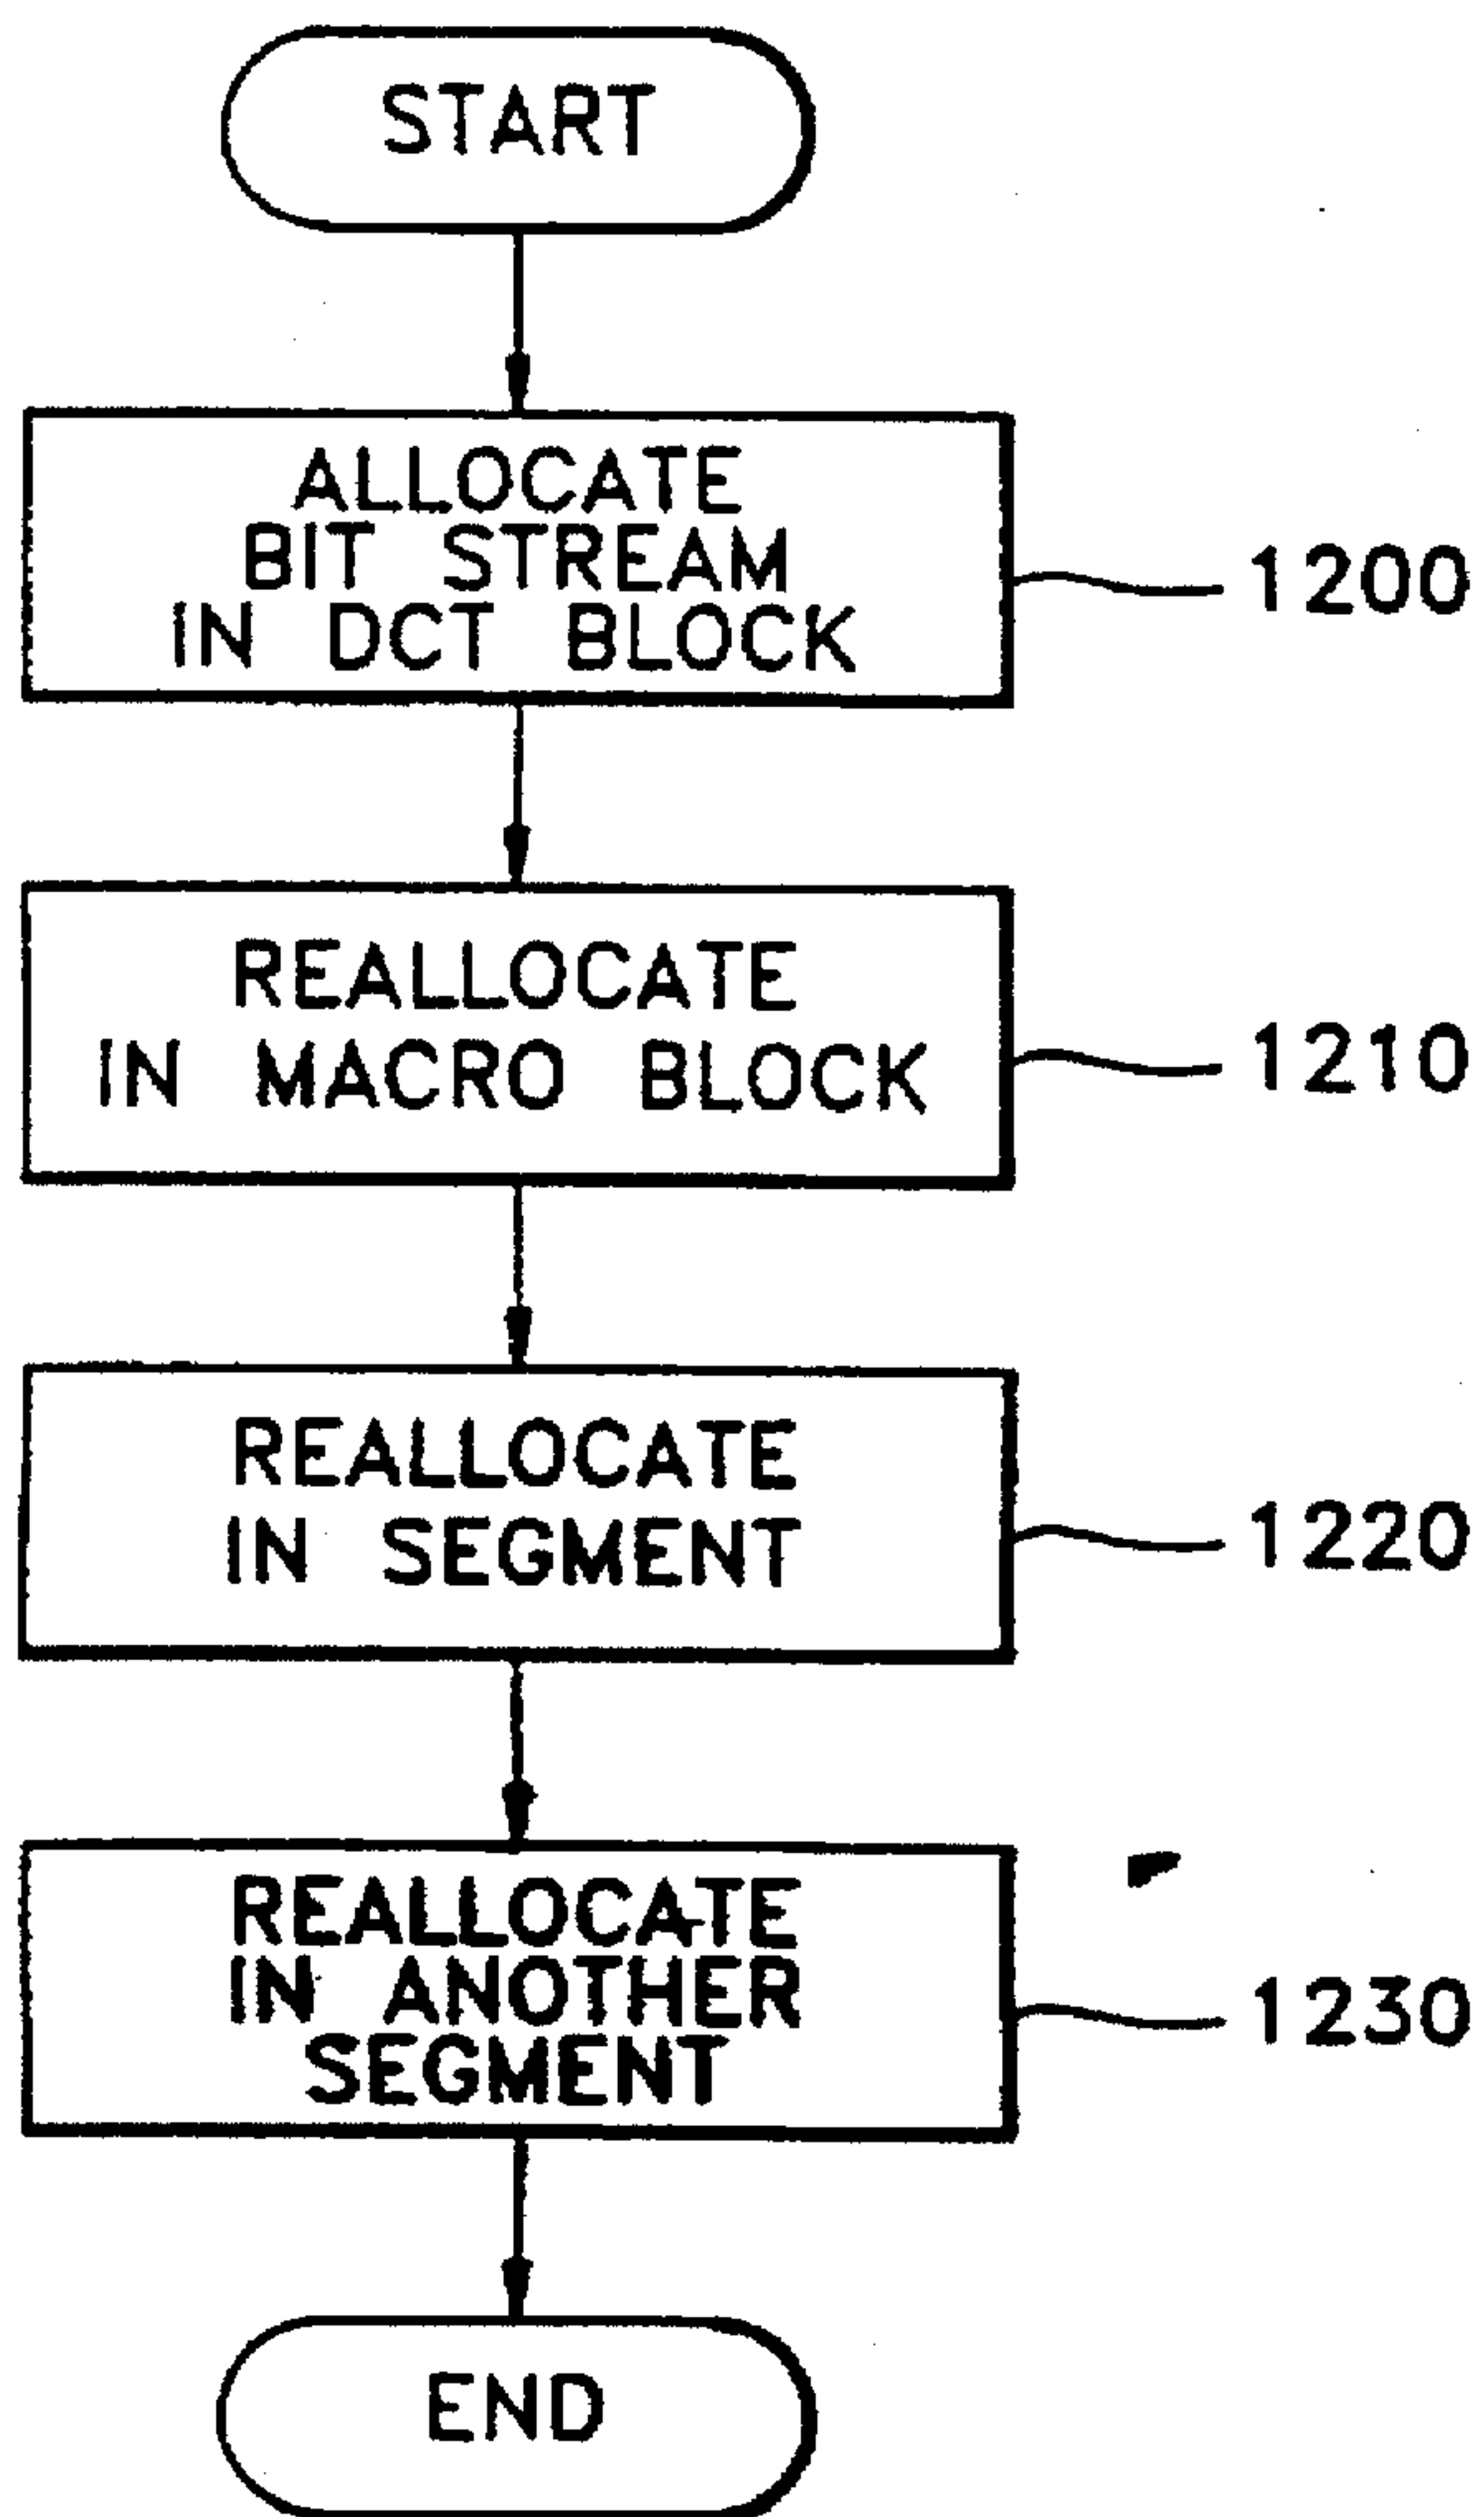 START
ALLOCATE
BIT STREAM
IN DCT BLOCK
1200
REALLOCATE
IN MACRO BLOCK
1210
REALLOCATE
IN SEGMENT
1220
REALLOCATE
IN ANOTHER
SEGMENT
1230
END